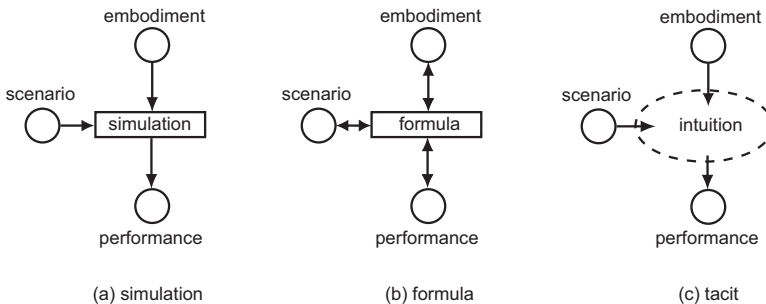 embodiment
scenario
simulation
performance
(a) simulation
embodiment
scenario
formula
performance
(b) formula
embodiment
scenario
intuition
performance
(c) tacit